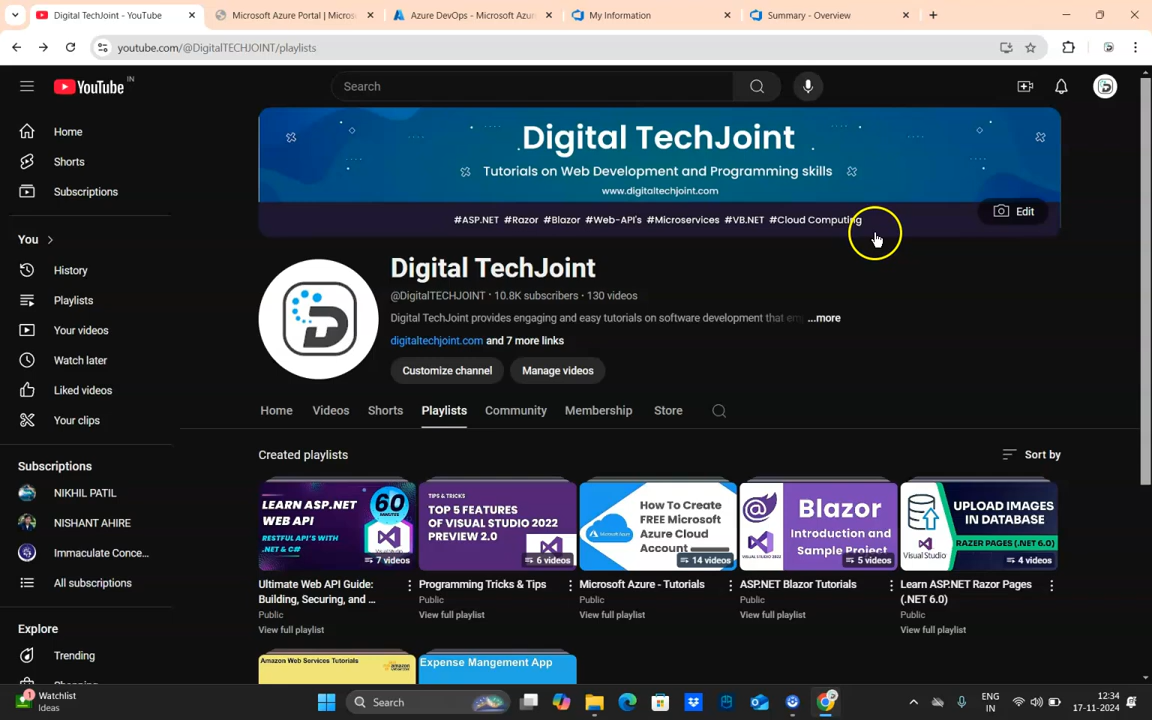 Digital TechJoint - YouTube
Microsoft Azure Portal | Micros
Azure DevOps - Microsoft Azur
My Information
Summary - Overview
youtube.com/@DigitalTECHJOINT/playlists
YouTube IN
Search
Home
Shorts
Subscriptions
You
History
Playlists
Your videos
Watch later
Liked videos
Your clips
Subscriptions
NIKHIL PATIL
NISHANT AHIRE
Immaculate Conce...
All subscriptions
Explore
Trending
Digital TechJoint
Tutorials on Web Development and Programming skills
www.digitaltechjoint.com
#ASP.NET #Razor #Blazor #Web-API's #Microservices #VB.NET #Cloud Computing
Edit
Digital TechJoint
@DigitalTECHJOINT · 10.8K subscribers · 130 videos
Digital TechJoint provides engaging and easy tutorials on software development that em ...more
digitaltechjoint.com and 7 more links
Customize channel
Manage videos
Home
Videos
Shorts
Playlists
Community
Membership
Store
Created playlists
Sort by
LEARN ASP.NET
WEB API
60
MINUTES
RESTFUL API'S WITH
.NET & C#
7 videos
Ultimate Web API Guide:
Building, Securing, and ...
Public
View full playlist
TIPS & TRICKS
TOP 5 FEATURES
OF VISUAL STUDIO 2022
PREVIEW 2.0
6 videos
Programming Tricks & Tips
Public
View full playlist
How To Create
FREE Microsoft
Azure Cloud
Account
Microsoft Azure
14 videos
Microsoft Azure - Tutorials
Public
View full playlist
Blazor
Introduction and
Sample Project
VISUAL STUDIO 2022
5 videos
ASP.NET Blazor Tutorials
Public
View full playlist
UPLOAD IMAGES
IN DATABASE
RAZER PAGES (.NET 6.0)
Visual Studio
4 videos
Learn ASP.NET Razor Pages
(.NET 6.0)
Public
View full playlist
Amazon Web Services Tutorials
Expense Mangement App
1
Watchlist
Ideas
Search
ENG
IN
12:34
17-11-2024